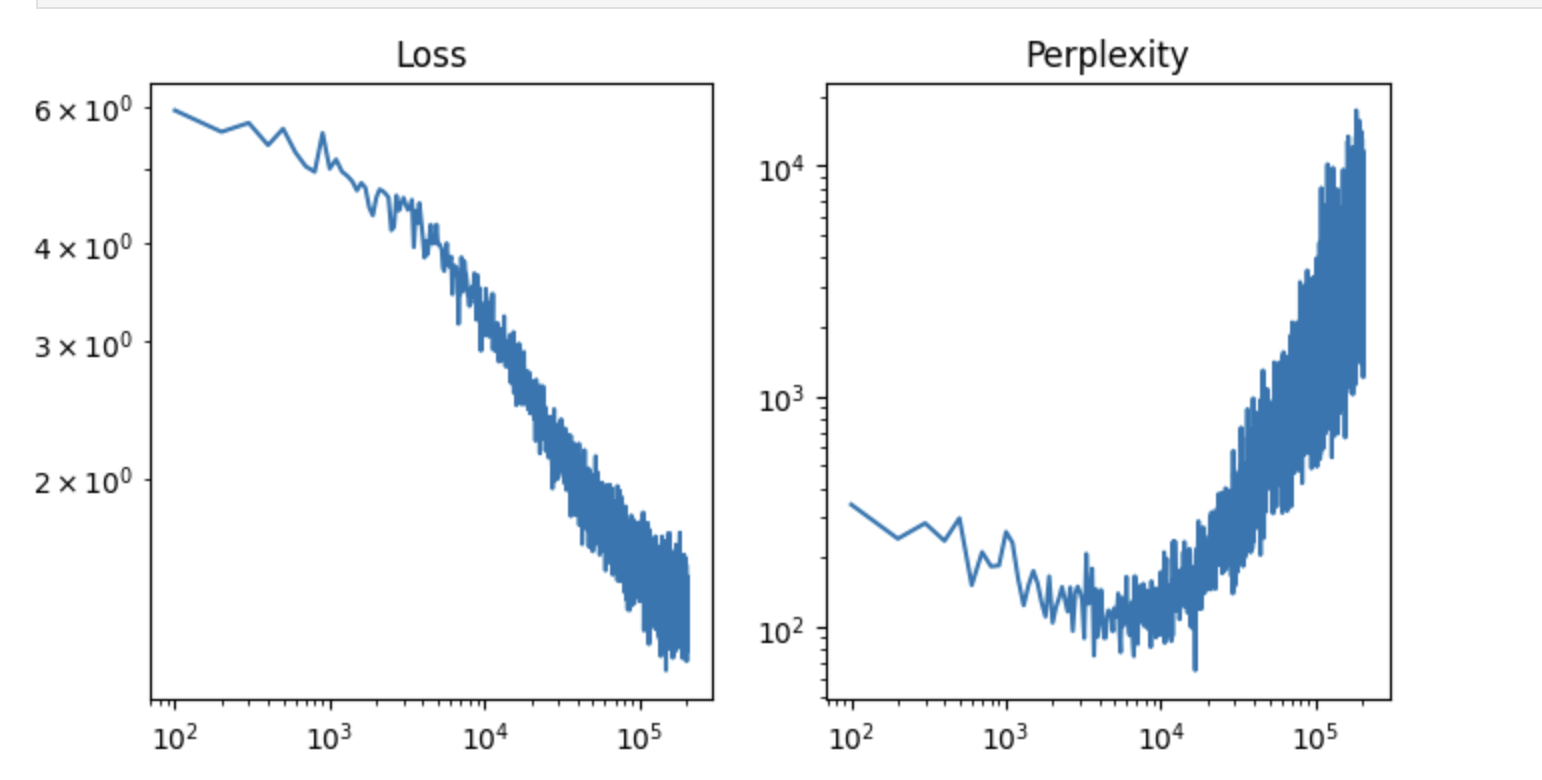 Loss
6 × 10⁰
4 × 10⁰
3 × 10⁰
2 × 10⁰
10² 10³ 10⁴ 10⁵
Perplexity
10⁴
10³
10²
10² 10³ 10⁴ 10⁵